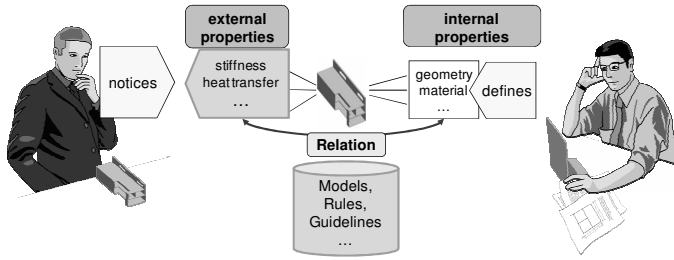 external
properties
internal
properties
notices
stiffness
heat transfer
...
geometry
material
...
defines
Relation
Models,
Rules,
Guidelines
...